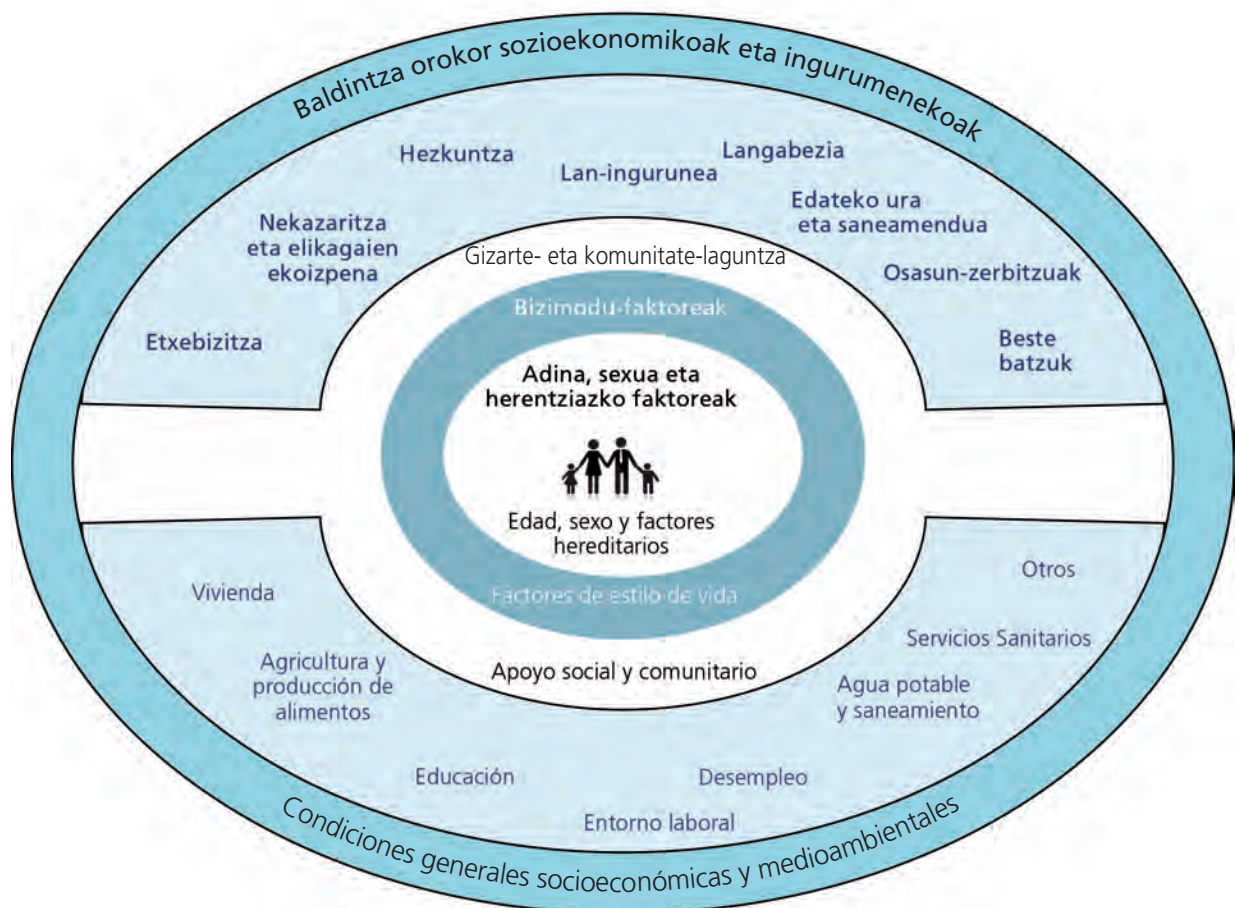 Baldintza orokor sozioekonomikoak eta ingurumenekoak
Hezkuntza
Langabezia
Lan-ingurunea
Nekazaritza
eta elikagaien
ekoizpena
Edateko ura
eta saneamendua
Gizarte- eta komunitate-laguntza
Osasun-zerbitzuak
Bizimodu-faktoreak
Etxebizitza
Beste
batzuk
Adina, sexua eta
herentziazko faktoreak
Edad, sexo y factores
hereditarios
Factores de estilo de vida
Otros
Vivienda
Servicios Sanitarios
Agricultura y
producción de
alimentos
Apoyo social y comunitario
Agua potable
y saneamiento
Educación
Desempleo
Entorno laboral
Condiciones generales socioeconómicas y medioambientales